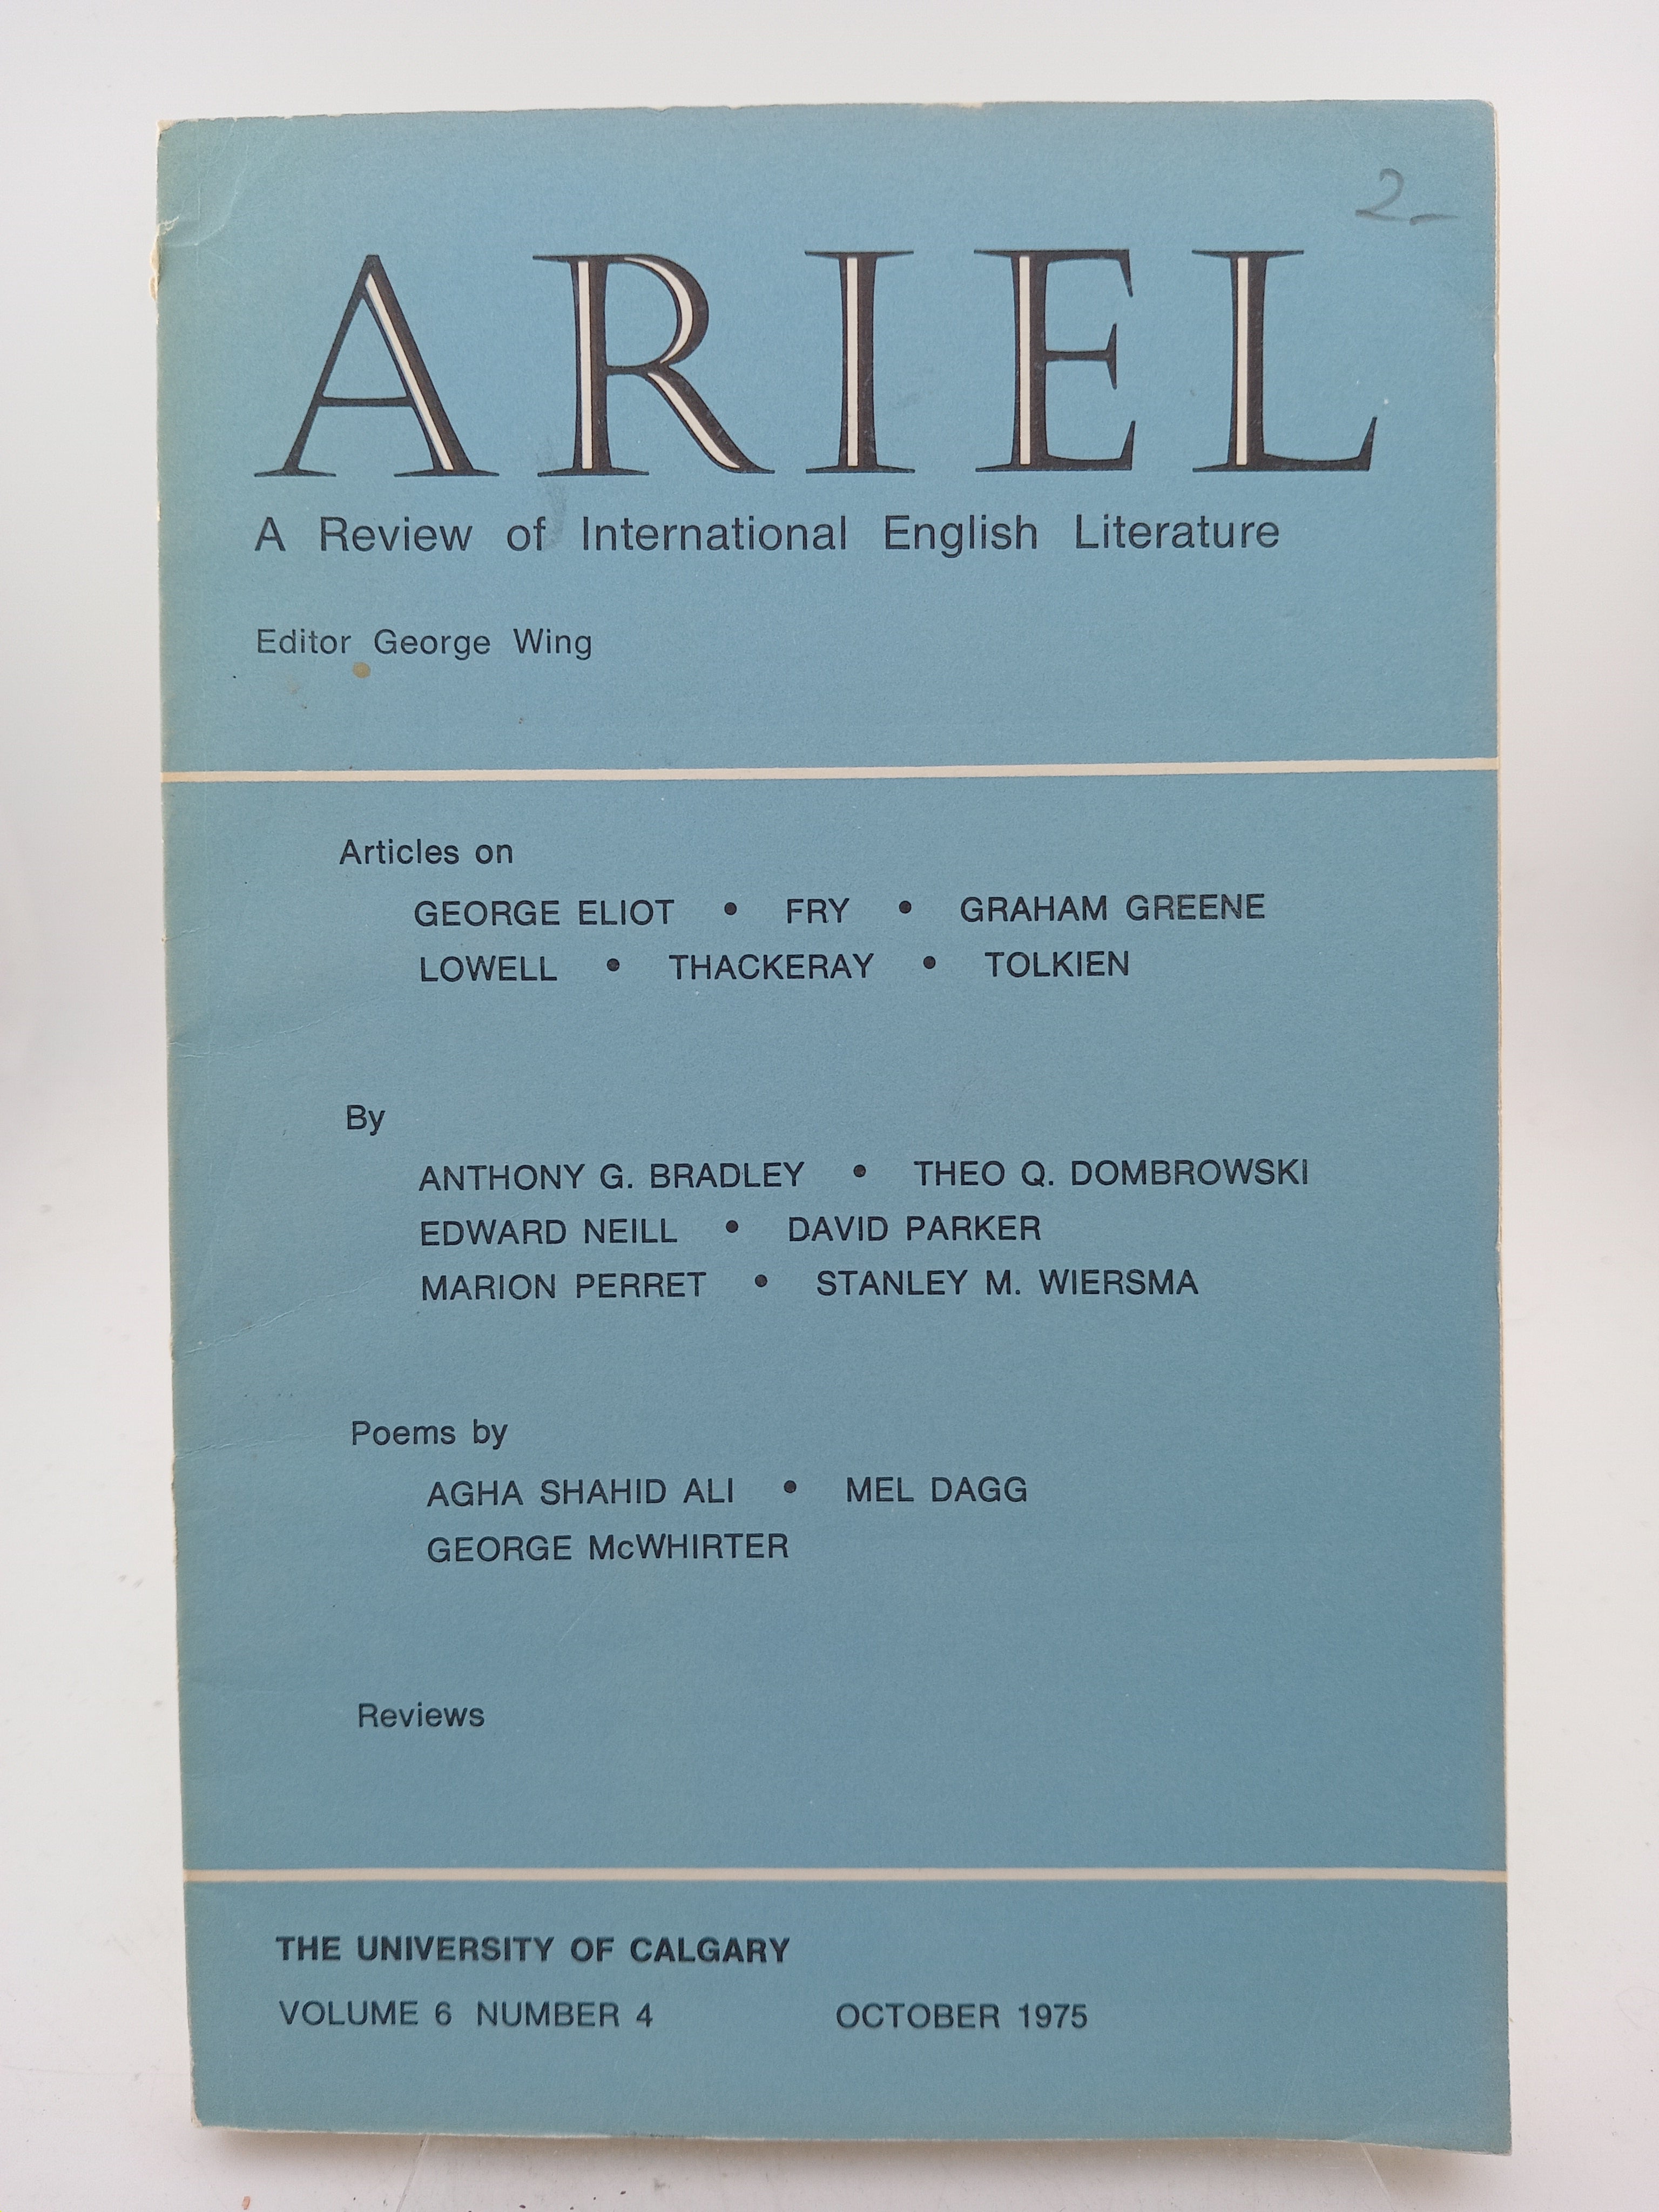 2-
ARIEL
A Review of International English Literature
Editor George Wing
Articles on
GEORGE ELIOT • FRY • GRAHAM GREENE
LOWELL • THACKERAY • TOLKIEN
By
ANTHONY G. BRADLEY • THEO Q. DOMBROWSKI
EDWARD NEILL • DAVID PARKER
MARION PERRET • STANLEY M. WIERSMA
Poems by
AGHA SHAHID ALI • MEL DAGG
GEORGE McWHIRTER
Reviews
THE UNIVERSITY OF CALGARY
VOLUME 6 NUMBER 4 OCTOBER 1975